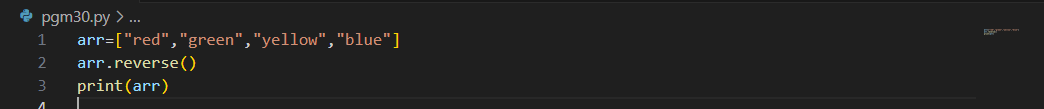 pgm30.py > ...
1 arr=["red","green","yellow","blue"]
2 arr.reverse()
3 print(arr)
4